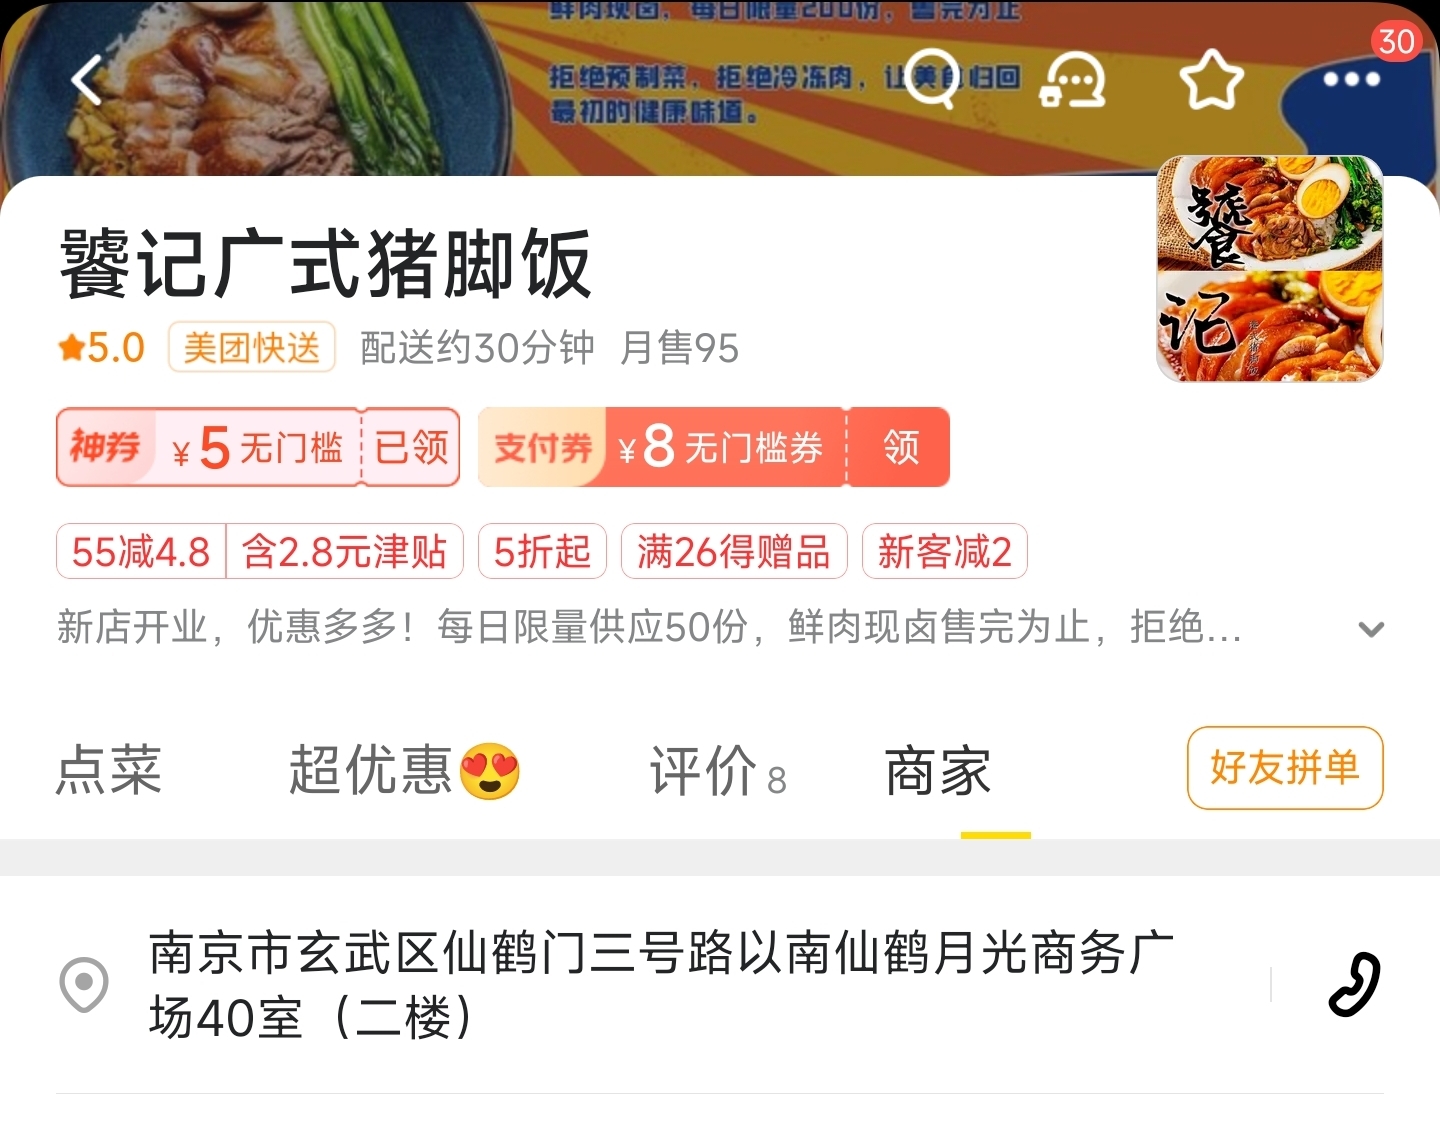 鲜肉现卤，每日限量200份，售完为止
拒绝预制菜，拒绝冷冻肉，让美食归回
最初的健康味道。
30
饕记广式猪脚饭
饕
记
5.0 美团快送 配送约30分钟 月售95
神券 ¥5无门槛 已领 支付券 ¥8无门槛券 领
55减4.8 含2.8元津贴 5折起 满26得赠品 新客减2
新店开业，优惠多多！每日限量供应50份，鲜肉现卤售完为止，拒绝...
点菜 超优惠😍 评价8 商家 好友拼单
南京市玄武区仙鹤门三号路以南仙鹤月光商务广
场40室（二楼）